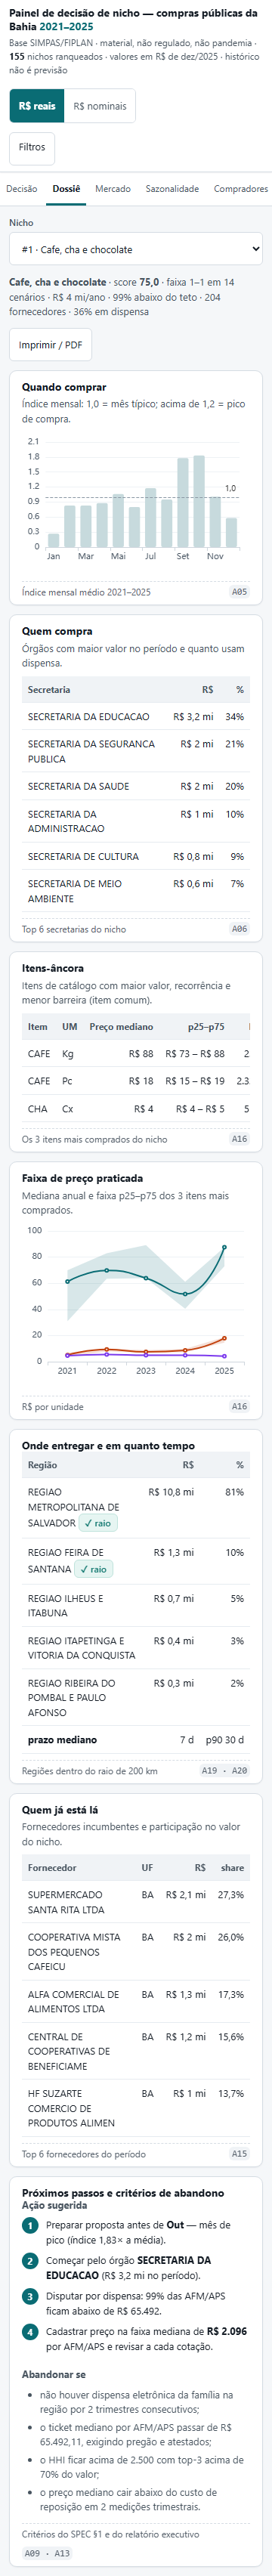 Painel de decisão de nicho — compras públicas da
Bahia 2021–2025
Base SIMPAS/FIPLAN · material, não regulado, não pandemia ·
155 nichos ranqueados · valores em R$ de dez/2025 · histórico
não é previsão
R$ reais
R$ nominais
Filtros
Decisão
Dossiê
Mercado
Sazonalidade
Compradores
Nicho
#1 · Cafe, cha e chocolate
Cafe, cha e chocolate · score 75,0 · faixa 1–1 em 14
cenários · R$ 4 mi/ano · 99% abaixo do teto · 204
fornecedores · 36% em dispensa
Imprimir / PDF
Quando comprar
Índice mensal: 1,0 = mês típico; acima de 1,2 = pico
de compra.
2.1
1.8
1.5
1.2
0.9
0.6
0.3
0
1,0
Jan Mar Mai Jul Set Nov
Índice mensal médio 2021–2025 A05
Quem compra
Órgãos com maior valor no período e quanto usam
dispensa.
Secretaria R$ %
SECRETARIA DA EDUCACAO R$ 3,2 mi 34%
SECRETARIA DA SEGURANCA
PUBLICA R$ 2 mi 21%
SECRETARIA DA SAUDE R$ 2 mi 20%
SECRETARIA DA
ADMINISTRACAO R$ 1 mi 10%
SECRETARIA DE CULTURA R$ 0,8 mi 9%
SECRETARIA DE MEIO
AMBIENTE R$ 0,6 mi 7%
Top 6 secretarias do nicho A06
Itens-âncora
Itens de catálogo com maior valor, recorrência e
menor barreira (item comum).
Item UM Preço mediano p25–p75
CAFE Kg R$ 88 R$ 73 – R$ 88 2
CAFE Pc R$ 18 R$ 15 – R$ 19 2.3
CHA Cx R$ 4 R$ 4 – R$ 5 5
Os 3 itens mais comprados do nicho A16
Faixa de preço praticada
Mediana anual e faixa p25–p75 dos 3 itens mais
comprados.
100
80
60
40
20
0
2021 2022 2023 2024 2025
R$ por unidade A16
Onde entregar e em quanto tempo
Região R$ %
REGIAO
METROPOLITANA DE
SALVADOR ✓ raio R$ 10,8 mi 81%
REGIAO FEIRA DE
SANTANA ✓ raio R$ 1,3 mi 10%
REGIAO ILHEUS E
ITABUNA R$ 0,7 mi 5%
REGIAO ITAPETINGA E
VITORIA DA CONQUISTA R$ 0,4 mi 3%
REGIAO RIBEIRA DO
POMBAL E PAULO
AFONSO R$ 0,3 mi 2%
prazo mediano 7 d p90 30 d
Regiões dentro do raio de 200 km A19 · A20
Quem já está lá
Fornecedores incumbentes e participação no valor
do nicho.
Fornecedor UF R$ share
SUPERMERCADO
SANTA RITA LTDA BA R$ 2,1 mi 27,3%
COOPERATIVA MISTA
DOS PEQUENOS
CAFEICU BA R$ 2 mi 26,0%
ALFA COMERCIAL DE
ALIMENTOS LTDA BA R$ 1,3 mi 17,3%
CENTRAL DE
COOPERATIVAS DE
BENEFICIAME BA R$ 1,2 mi 15,6%
HF SUZARTE
COMERCIO DE
PRODUTOS ALIMEN BA R$ 1 mi 13,7%
Top 6 fornecedores do período A15
Próximos passos e critérios de abandono
Ação sugerida
1 Preparar proposta antes de Out — mês de
pico (índice 1,83× a média).
2 Começar pelo órgão SECRETARIA DA
EDUCACAO (R$ 3,2 mi no período).
3 Disputar por dispensa: 99% das AFM/APS
ficam abaixo de R$ 65.492.
4 Cadastrar preço na faixa mediana de R$ 2.096
por AFM/APS e revisar a cada cotação.
Abandonar se
• não houver dispensa eletrônica da família na
região por 2 trimestres consecutivos;
• o ticket mediano por AFM/APS passar de R$
65.492,11, exigindo pregão e atestados;
• o HHI ficar acima de 2.500 com top-3 acima de
70% do valor;
• o preço mediano cair abaixo do custo de
reposição em 2 medições trimestrais.
Critérios do SPEC §1 e do relatório executivo
A09 · A13